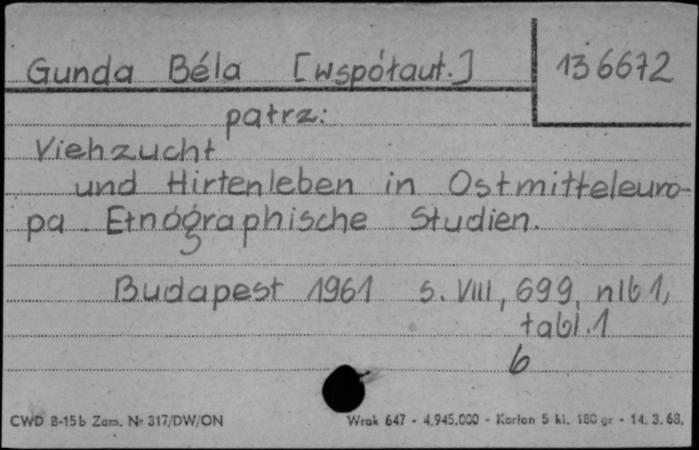 Gunda Béla [współaut.] 136672
patrz:
Viehzucht
und Hirtenleben in Ostmitteleuro-
pa. Etnógraphische Studien.
Budapest 1961 s. VIII, 699, nlb 1,
tabl. 1
b
CWD B-15b Zam. Nr 317/DW/ON Wrak 647 - 4.945.000 - Karton 5 kl. 180 gr - 14. 3. 68.